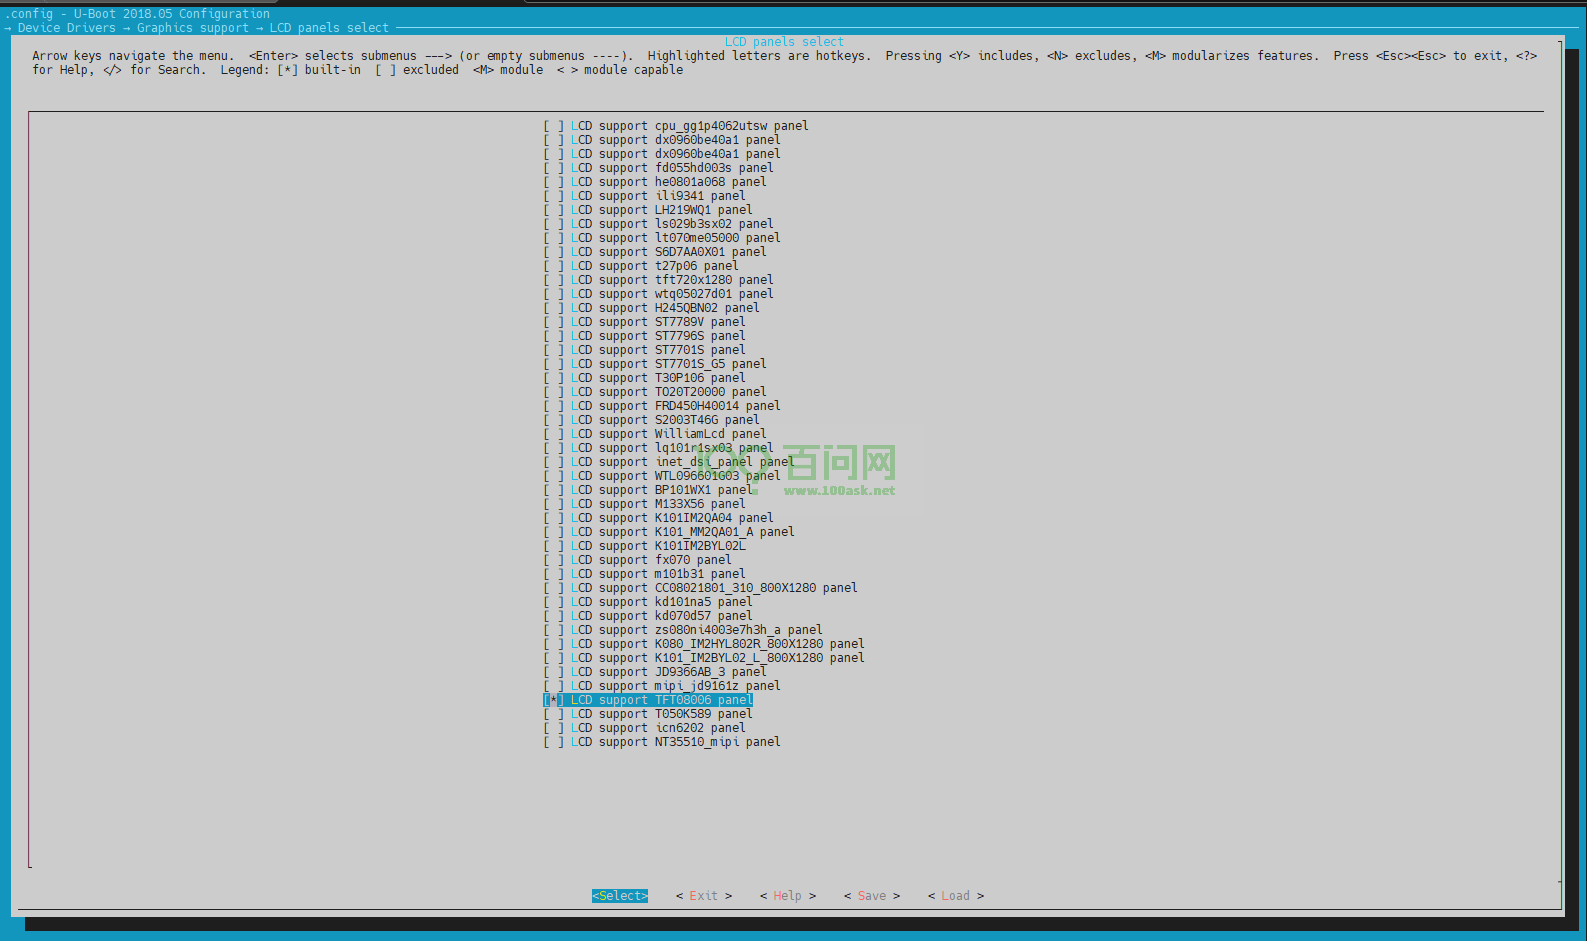 .config - U-Boot 2018.05 Configuration
→ Device Drivers → Graphics support → LCD panels select
LCD panels select
Arrow keys navigate the menu.  <Enter> selects submenus ---> (or empty submenus ----).  Highlighted letters are hotkeys.  Pressing <Y> includes, <N> excludes, <M> modularizes features.  Press <Esc><Esc> to exit, <?>
for Help, </> for Search.  Legend: [*] built-in  [ ] excluded  <M> module  < > module capable
[ ] LCD support cpu_gg1p4062utsw panel
[ ] LCD support dx0960be40a1 panel
[ ] LCD support dx0960be40a1 panel
[ ] LCD support fd055hd003s panel
[ ] LCD support he0801a068 panel
[ ] LCD support ili9341 panel
[ ] LCD support LH219WQ1 panel
[ ] LCD support ls029b3sx02 panel
[ ] LCD support lt070me05000 panel
[ ] LCD support S6D7AA0X01 panel
[ ] LCD support t27p06 panel
[ ] LCD support tft720x1280 panel
[ ] LCD support wtq05027d01 panel
[ ] LCD support H245QBN02 panel
[ ] LCD support ST7789V panel
[ ] LCD support ST7796S panel
[ ] LCD support ST7701S panel
[ ] LCD support ST7701S_G5 panel
[ ] LCD support T30P106 panel
[ ] LCD support TO20T20000 panel
[ ] LCD support FRD450H40014 panel
[ ] LCD support S2003T46G panel
[ ] LCD support WilliamLcd panel
[ ] LCD support lq101r1sx03 panel
[ ] LCD support inet_dsi_panel panel
[ ] LCD support WTL096601G03 panel
[ ] LCD support BP101WX1 panel
[ ] LCD support M133X56 panel
[ ] LCD support K101IM2QA04 panel
[ ] LCD support K101_MM2QA01_A panel
[ ] LCD support K101IM2BYL02L
[ ] LCD support fx070 panel
[ ] LCD support m101b31 panel
[ ] LCD support CC08021801_310_800X1280 panel
[ ] LCD support kd101na5 panel
[ ] LCD support kd070d57 panel
[ ] LCD support zs080ni4003e7h3h_a panel
[ ] LCD support K080_IM2HYL802R_800X1280 panel
[ ] LCD support K101_IM2BYL02_L_800X1280 panel
[ ] LCD support JD9366AB_3 panel
[ ] LCD support mipi_jd9161z panel
[*] LCD support TFT08006 panel
[ ] LCD support T050K589 panel
[ ] LCD support icn6202 panel
[ ] LCD support NT35510_mipi panel
100 百问网
www.100ask.net
<Select>    < Exit >    < Help >    < Save >    < Load >